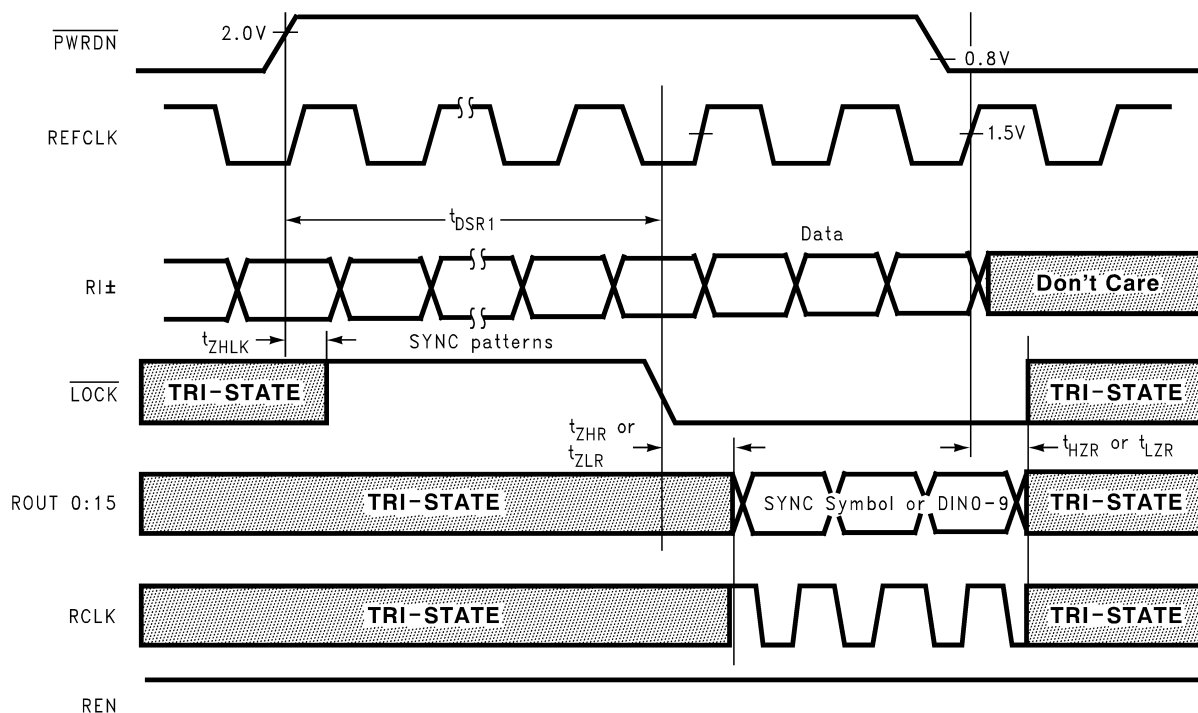 PWRDN
2.0V
0.8V
REFCLK
1.5V
tDSR1
Data
RI±
Don't Care
tZHLK
SYNC patterns
LOCK
TRI-STATE
TRI-STATE
tZHR or
tZLR
tHZR or tLZR
ROUT 0:15
TRI-STATE
SYNC Symbol or DIN0-9
TRI-STATE
RCLK
TRI-STATE
TRI-STATE
REN